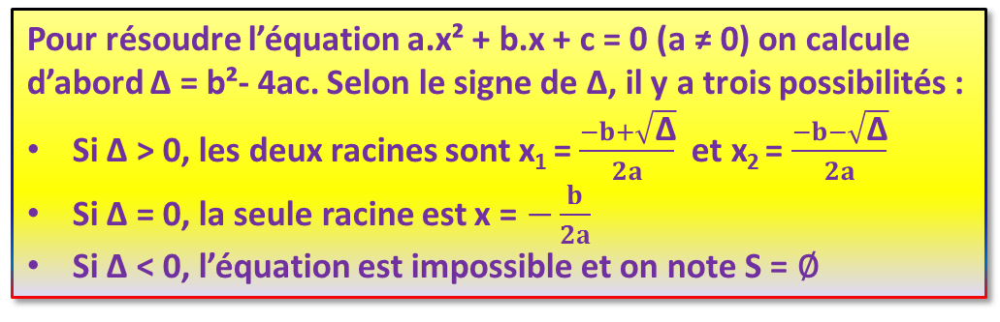 Pour résoudre l’équation a.x² + b.x + c = 0 (a ≠ 0) on calcule
d’abord Δ = b²- 4ac. Selon le signe de Δ, il y a trois possibilités :
• Si Δ > 0, les deux racines sont x₁ = (−b+√Δ)/2a et x₂ = (−b−√Δ)/2a
• Si Δ = 0, la seule racine est x = − b/2a
• Si Δ < 0, l’équation est impossible et on note S = ∅